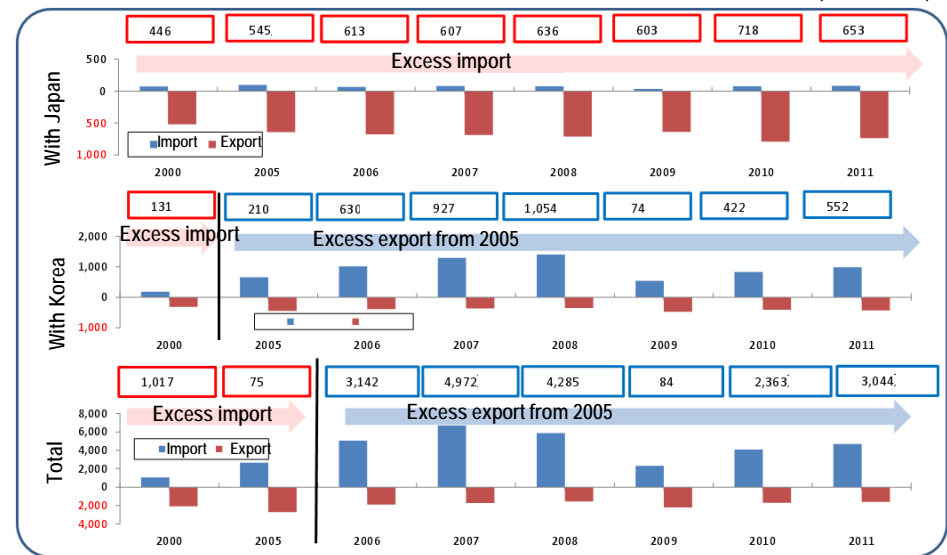 446 545 613 607 636 603 718 653
Excess import
With Japan
500
0
500
1,000
Import Export
2000 2005 2006 2007 2008 2009 2010 2011
131 210 630 927 1,054 74 422 552
Excess import Excess export from 2005
With Korea
2,000
1,000
0
1,000
2000 2005 2006 2007 2008 2009 2010 2011
1,017 75 3,142 4,972 4,285 84 2,363 3,044
Excess import Excess export from 2005
Total
8,000
6,000
4,000
2,000
0
2,000
4,000
Import Export
2000 2005 2006 2007 2008 2009 2010 2011